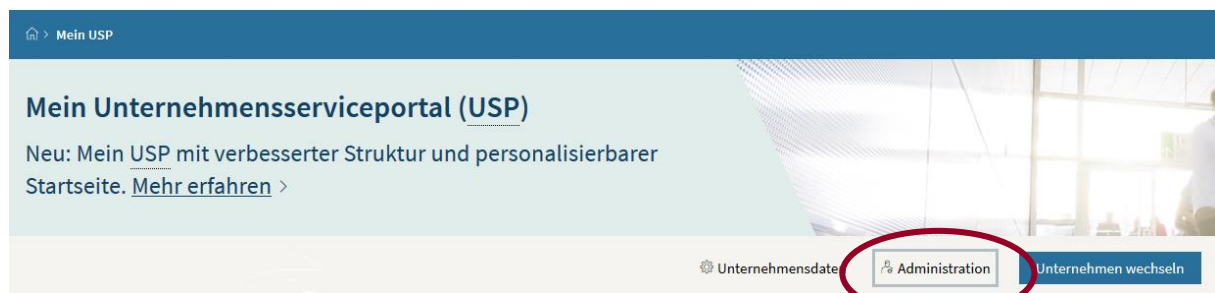 > Mein USP
Mein Unternehmensserviceportal (USP)
Neu: Mein USP mit verbesserter Struktur und personalisierbarer
Startseite. Mehr erfahren >
Unternehmensdate Administration Unternehmen wechseln